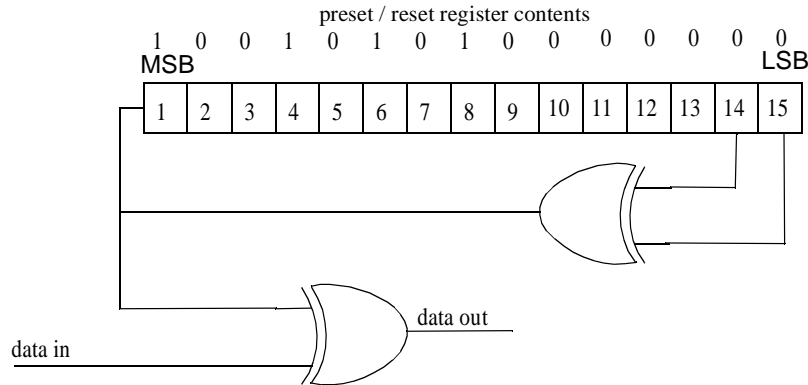 preset / reset register contents
1 0 0 1 0 1 0 1 0 0 0 0 0 0 0
MSB LSB
1 2 3 4 5 6 7 8 9 10 11 12 13 14 15
data out
data in